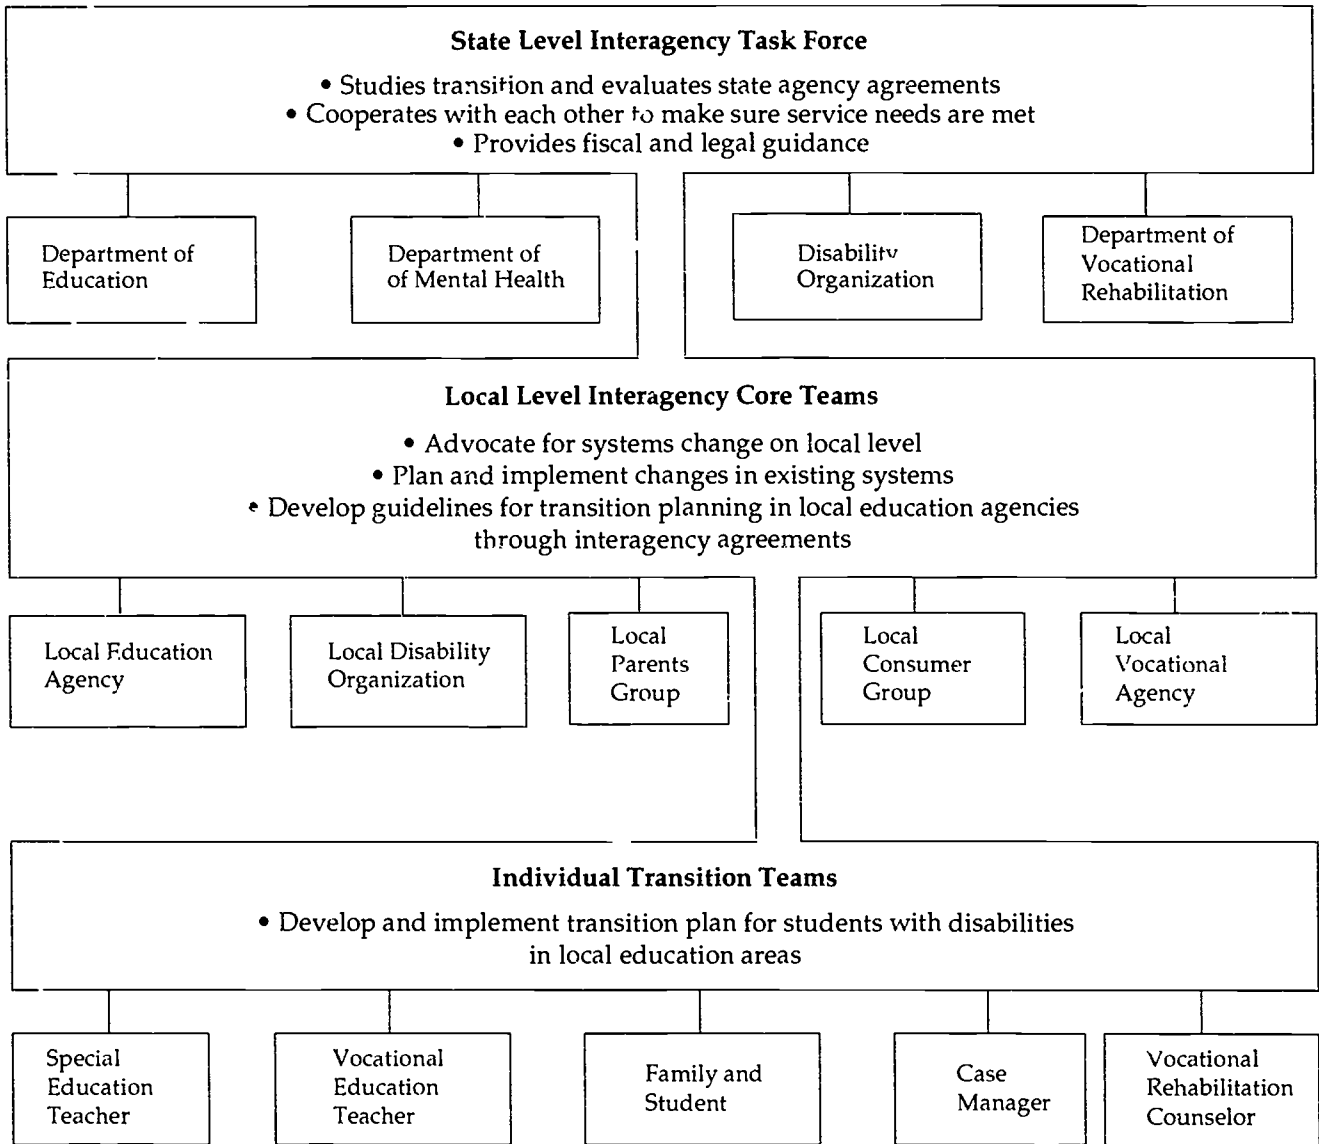 State Level Interagency Task Force
• Studies transition and evaluates state agency agreements
• Cooperates with each other to make sure service needs are met
• Provides fiscal and legal guidance
Department of
Education
Department of
of Mental Health
Disability
Organization
Department of
Vocational
Rehabilitation
Local Level Interagency Core Teams
• Advocate for systems change on local level
• Plan and implement changes in existing systems
• Develop guidelines for transition planning in local education agencies
through interagency agreements
Local Education
Agency
Local Disability
Organization
Local
Parents
Group
Local
Consumer
Group
Local
Vocational
Agency
Individual Transition Teams
• Develop and implement transition plan for students with disabilities
in local education areas
Special
Education
Teacher
Vocational
Education
Teacher
Family and
Student
Case
Manager
Vocational
Rehabilitation
Counselor